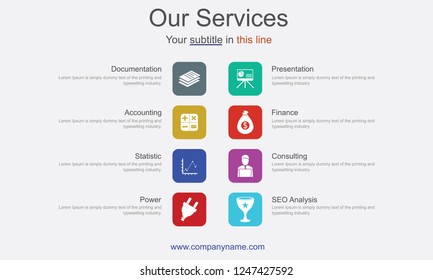 Our Services
Your subtitle in this line
Documentation
Lorem Ipsum is simply dummy text of the printing and
typesetting industry.
Presentation
Lorem Ipsum is simply dummy text of the printing and
typesetting industry.
Accounting
Lorem Ipsum is simply dummy text of the printing and
typesetting industry.
Finance
Lorem Ipsum is simply dummy text of the printing and
typesetting industry.
Statistic
Lorem Ipsum is simply dummy text of the printing and
typesetting industry.
Consulting
Lorem Ipsum is simply dummy text of the printing and
typesetting industry.
Power
Lorem Ipsum is simply dummy text of the printing and
typesetting industry.
SEO Analysis
Lorem Ipsum is simply dummy text of the printing and
typesetting industry.
www.companyname.com
shutterstock.com · 1247427592